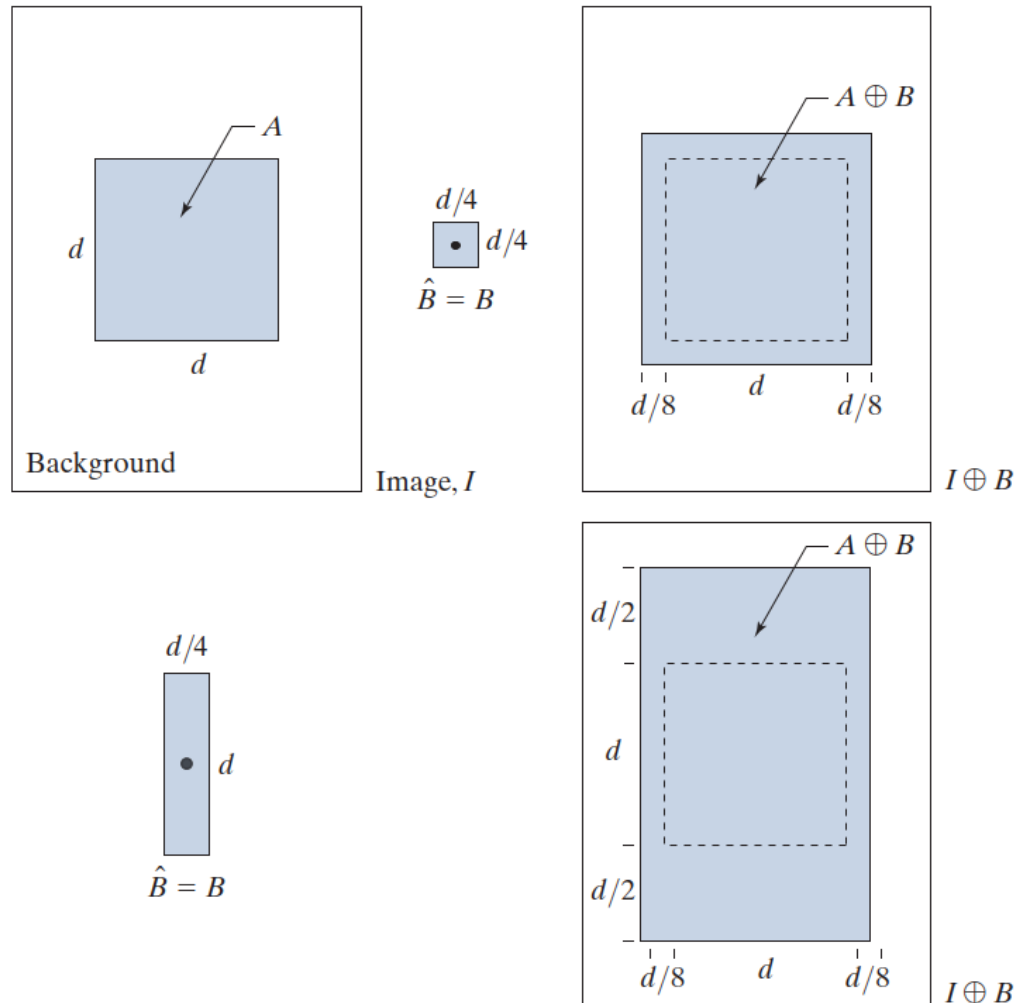 A
d
d
Background
Image, I
d/4
d/4
B̂ = B
A ⊕ B
d
d/8
d/8
I ⊕ B
d/4
d
B̂ = B
A ⊕ B
d/2
d
d/2
d/8
d
d/8
I ⊕ B